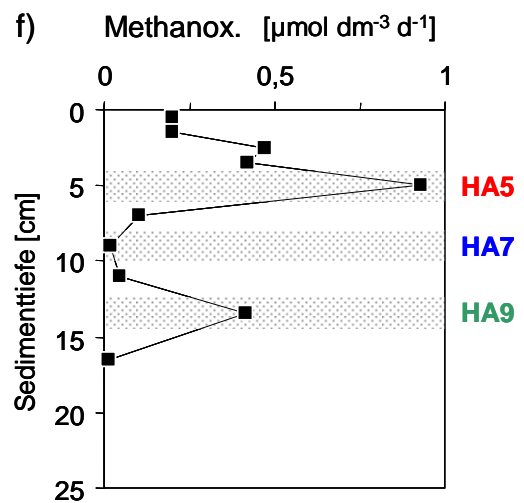 f) Methanox. [µmol dm-3 d-1]
0 0,5 1
0
5 HA5
HA7
10
HA9
15
20
25
Sedimenttiefe [cm]